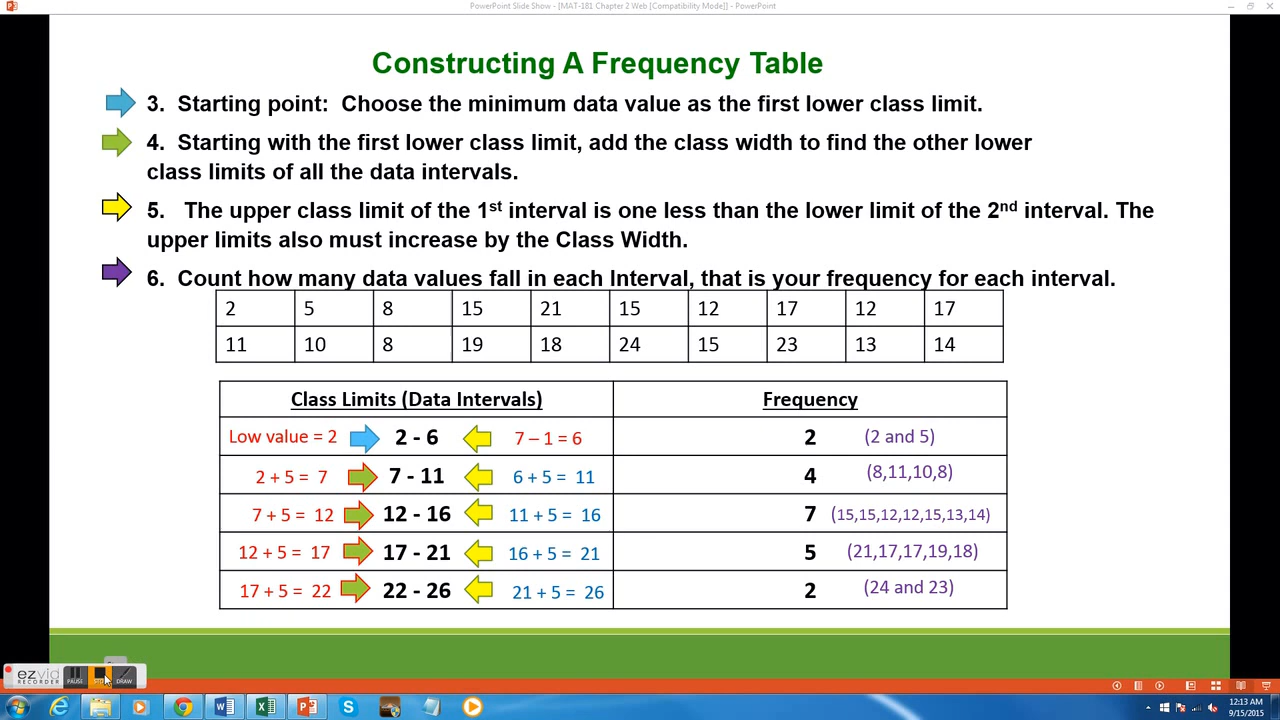 PowerPoint Slide Show - [MAT-181 Chapter 2 Web [Compatibility Mode]] - PowerPoint
Constructing A Frequency Table
3. Starting point: Choose the minimum data value as the first lower class limit.
4. Starting with the first lower class limit, add the class width to find the other lower
class limits of all the data intervals.
5. The upper class limit of the 1st interval is one less than the lower limit of the 2nd interval. The
upper limits also must increase by the Class Width.
6. Count how many data values fall in each Interval, that is your frequency for each interval.
2 5 8 15 21 15 12 17 12 17
11 10 8 19 18 24 15 23 13 14
Class Limits (Data Intervals) Frequency
Low value = 2 2 - 6 7 – 1 = 6 2 (2 and 5)
2 + 5 = 7 7 - 11 6 + 5 = 11 4 (8,11,10,8)
7 + 5 = 12 12 - 16 11 + 5 = 16 7 (15,15,12,12,15,13,14)
12 + 5 = 17 17 - 21 16 + 5 = 21 5 (21,17,17,19,18)
17 + 5 = 22 22 - 26 21 + 5 = 26 2 (24 and 23)
ezvid RECORDER PAUSE DRAW
12:13 AM
9/15/2015